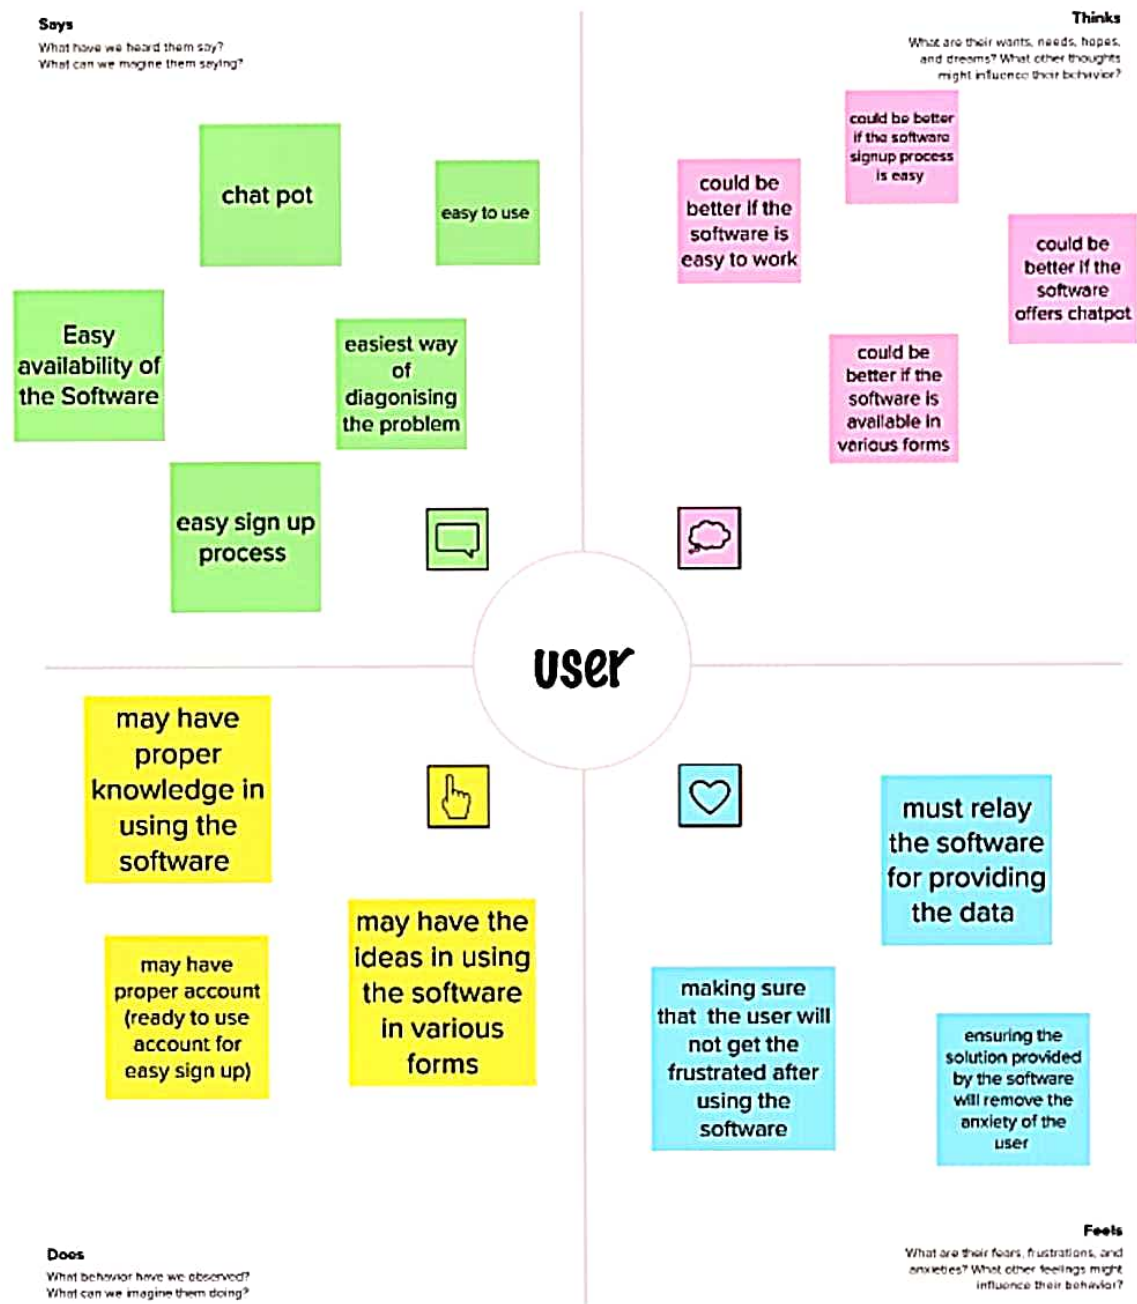 Says
What have we heard them say?
What can we imagine them saying?
Thinks
What are their wants, needs, hopes,
and dreams? What other thoughts
might influence their behavior?
chat pot
easy to use
Easy
availability of
the Software
easiest way
of
diagonising
the problem
easy sign up
process
could be better
if the software
signup process
is easy
could be
better if the
software is
easy to work
could be
better if the
software
offers chatpot
could be
better if the
software is
available in
various forms
user
may have
proper
knowledge in
using the
software
may have
proper account
(ready to use
account for
easy sign up)
may have the
ideas in using
the software
in various
forms
must relay
the software
for providing
the data
making sure
that the user will
not get the
frustrated after
using the
software
ensuring the
solution provided
by the software
will remove the
anxiety of the
user
Does
What behavior have we observed?
What can we imagine them doing?
Feels
What are their fears, frustrations, and
anxieties? What other feelings might
influence their behavior?